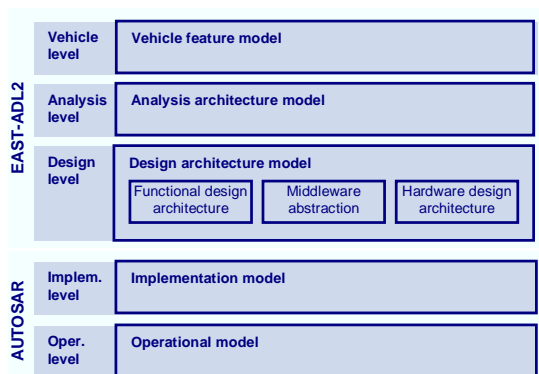 EAST-ADL2
Vehicle
level
Vehicle feature model
Analysis
level
Analysis architecture model
Design
level
Design architecture model
Functional design
architecture
Middleware
abstraction
Hardware design
architecture
AUTOSAR
Implem.
level
Implementation model
Oper.
level
Operational model